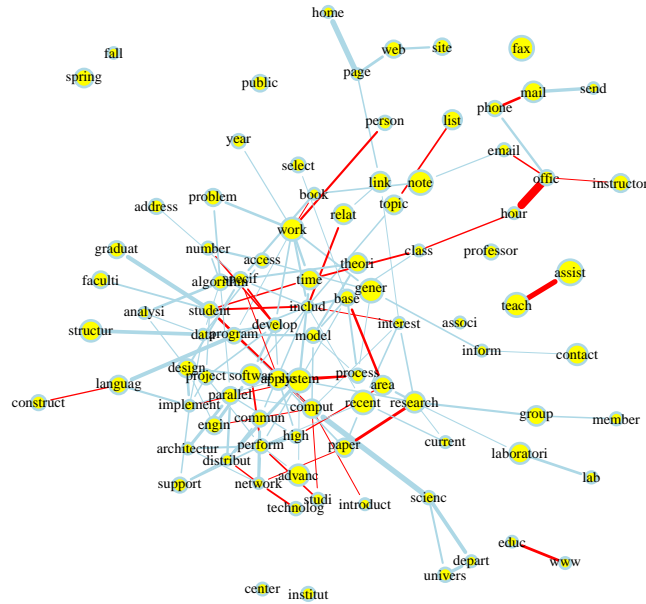 home
fall
web
site
fax
spring
public
page
mail
send
phone
person
list
year
email
select
book
link
note
offic
instructor
address
problem
topic
relat
hour
work
graduat
number
class
professor
access
theori
faculti
algorithm
specif
time
gener
assist
base
teach
analysi
student
includ
structur
data
program
develop
model
interest
associ
inform
contact
design
project
softwar
apply
system
process
area
languag
construct
implement
parallel
comput
recent
research
engin
commun
group
member
high
architectur
perform
paper
current
distribut
laboratori
support
network
advanc
lab
technolog
studi
introduct
scienc
educ
depart
www
univers
center
institut